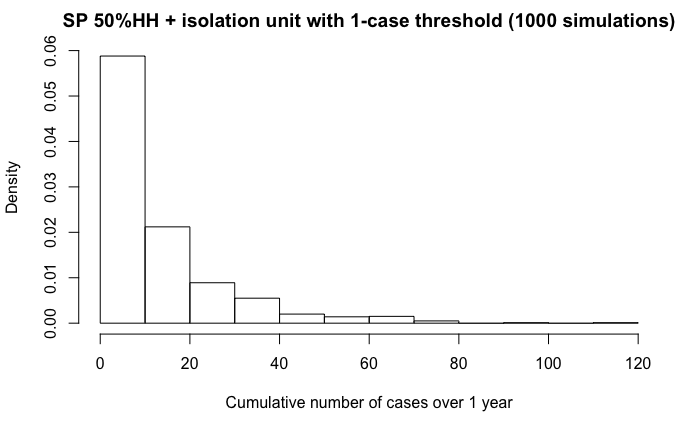 SP 50%HH + isolation unit with 1-case threshold (1000 simulations)
Density
0.06
0.05
0.04
0.03
0.02
0.01
0.00
0 20 40 60 80 100 120
Cumulative number of cases over 1 year